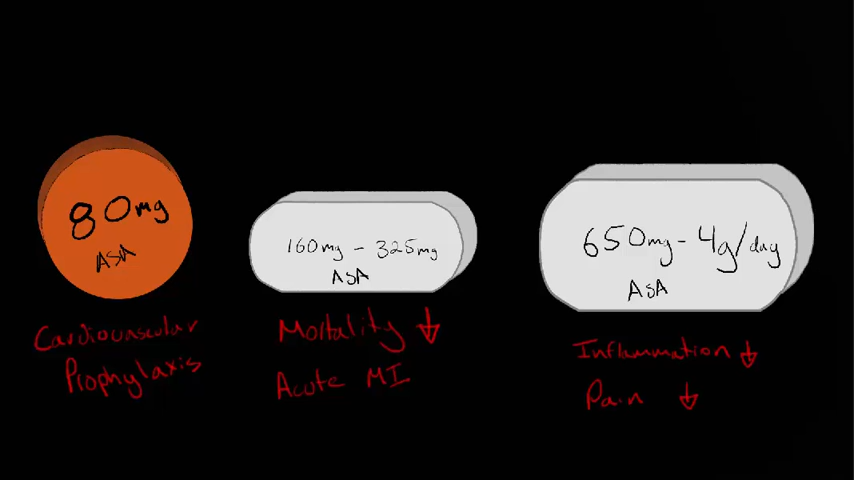 80mg
ASA
Cardiovascular
Prophylaxis
160mg - 325mg
ASA
Mortality ↓
Acute MI
650mg - 4g/day
ASA
Inflammation ↓
Pain ↓